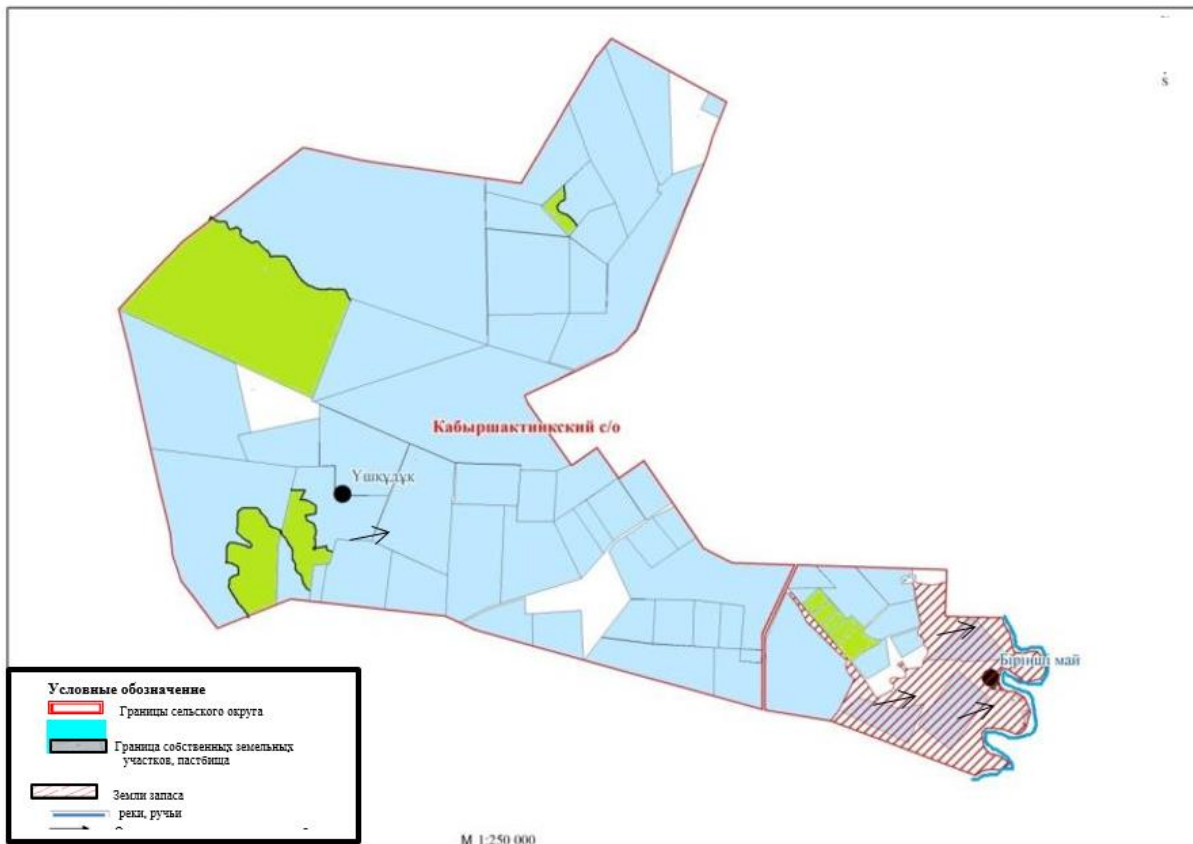 ṡ
Кабыршактинкский с/о
Үшқұдұк
Бірінші май
Условные обозначение
Границы сельского округа
Граница собственных земельных
участков, пастбища
Земли запаса
реки, ручьи
М 1:250 000